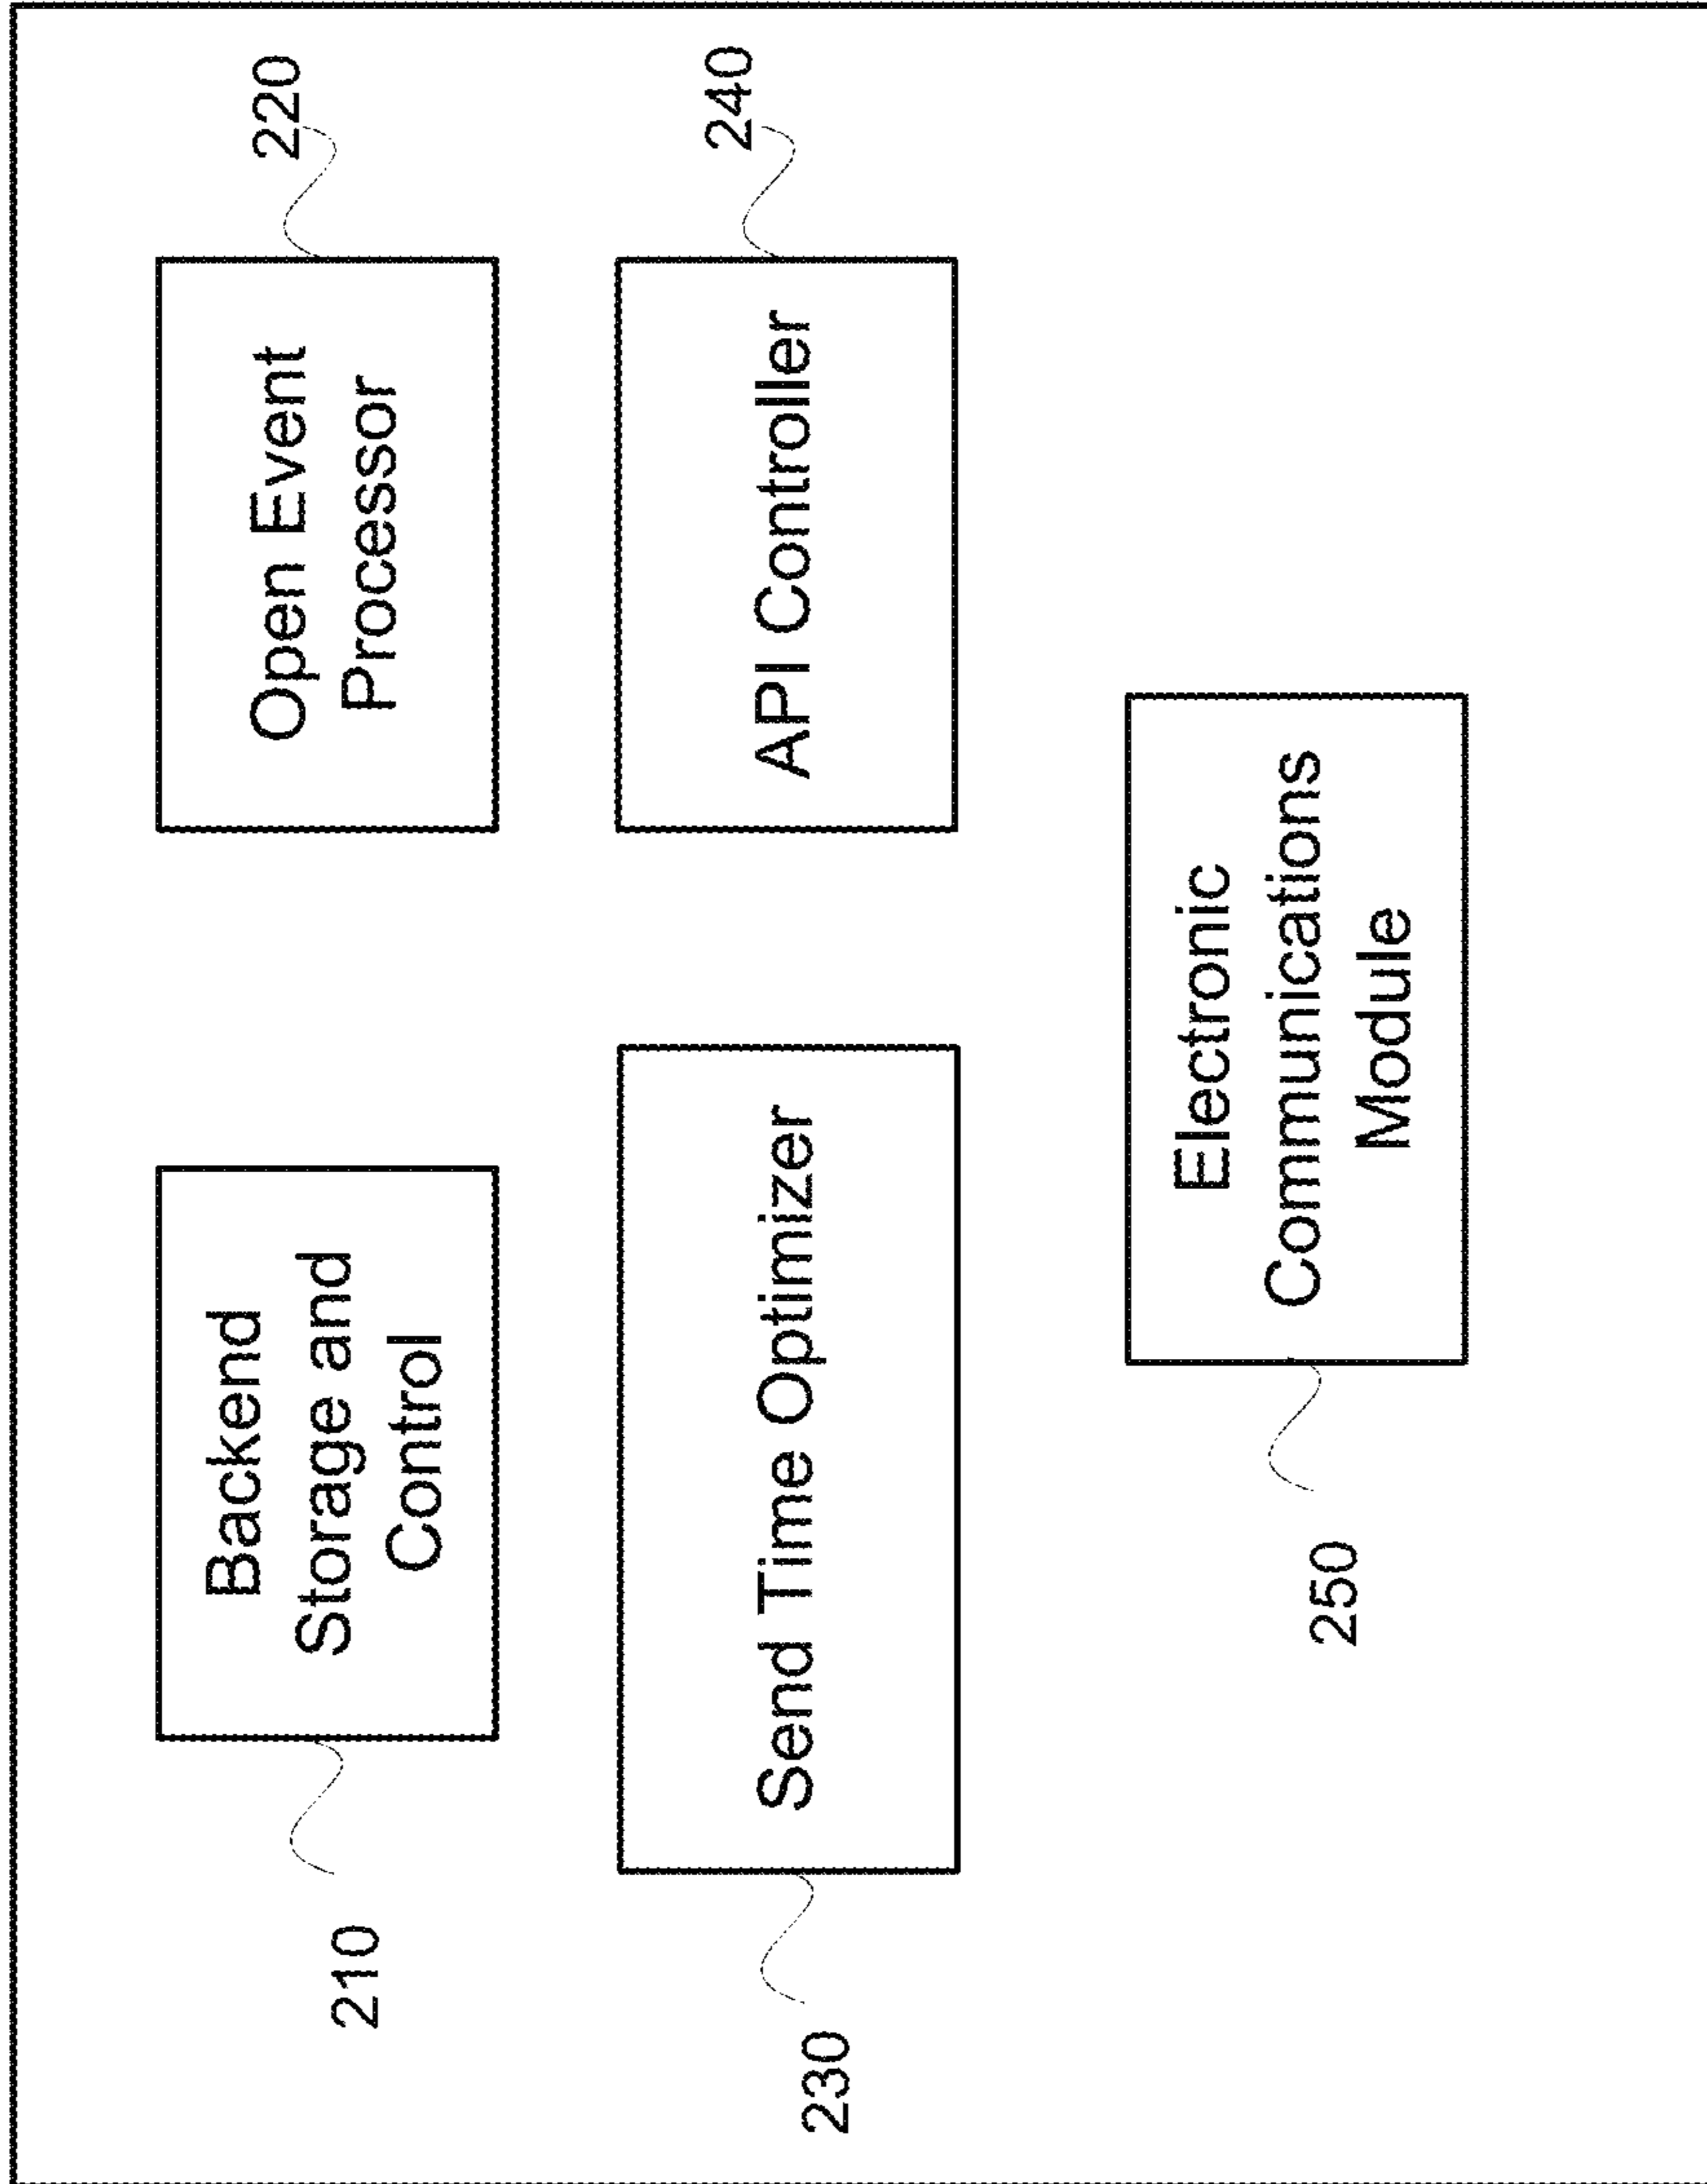 Backend
Storage and
Control
210
Open Event
Processor
220
Send Time Optimizer
230
API Controller
240
Electronic
Communications
Module
250